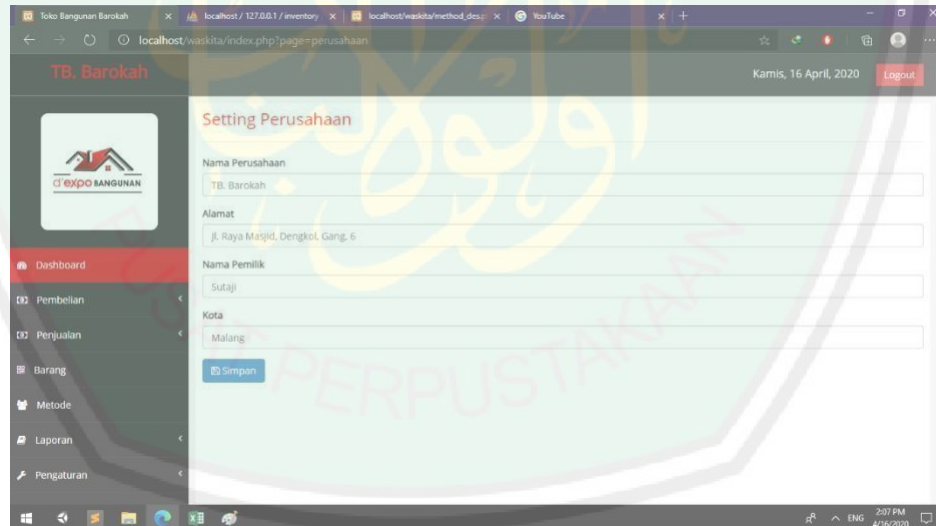 Toko Bangunan Barokah
localhost / 127.0.0.1 / inventory
localhost/waskita/method_des.p
YouTube
localhost/waskita/index.php?page=perusahaan
TB. Barokah
Kamis, 16 April, 2020
Logout
d'expo BANGUNAN
Setting Perusahaan
Nama Perusahaan
TB. Barokah
Alamat
Jl. Raya Masjid, Dengkol, Gang, 6
Nama Pemilik
Sutaji
Kota
Malang
Simpan
Dashboard
Pembelian
Penjualan
Barang
Metode
Laporan
Pengaturan
PUSAT PERPUSTAKAAN
ENG
2:07 PM
4/16/2020